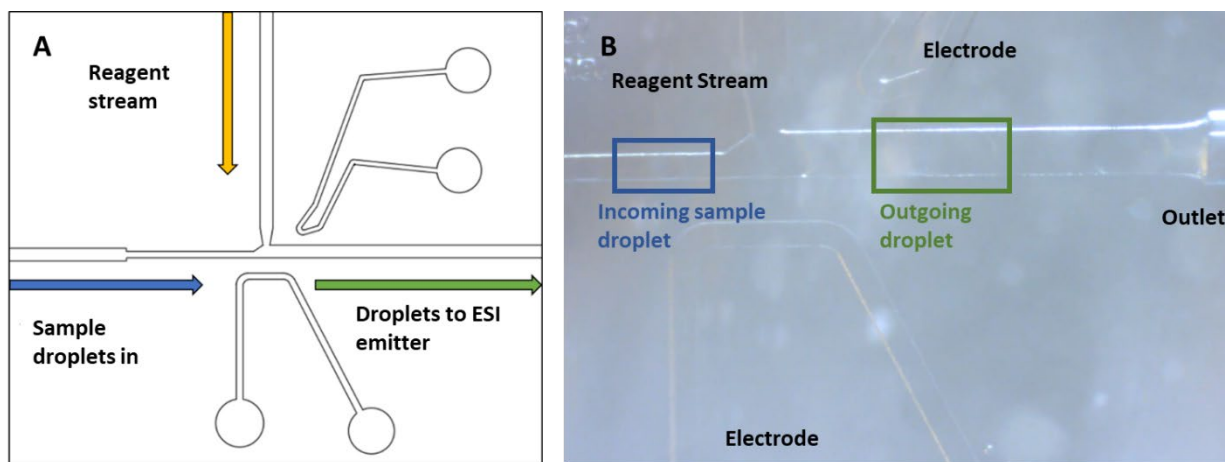 A
Reagent
stream
Sample
droplets in
Droplets to ESI
emitter
B
Electrode
Reagent Stream
Incoming sample
droplet
Outgoing
droplet
Outlet
Electrode